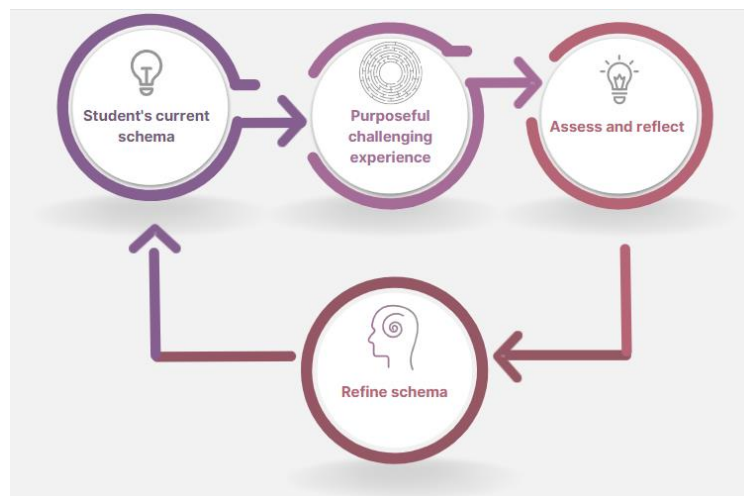 Student's current
schema
Purposeful
challenging
experience
Assess and reflect
Refine schema